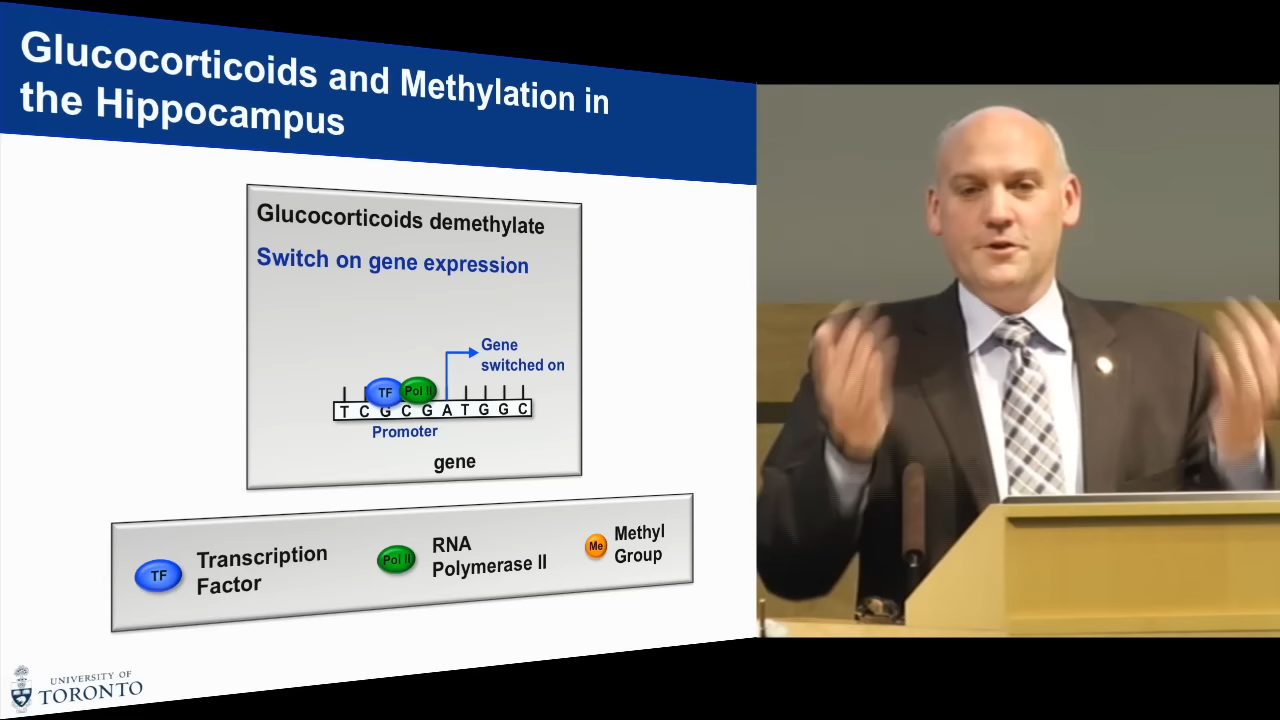 Glucocorticoids and Methylation in
the Hippocampus
Glucocorticoids demethylate
Switch on gene expression
Gene
switched on
TF
Pol II
T C G C G A T G G C
Promoter
gene
TF
Transcription
Factor
Pol II
RNA
Polymerase II
Me
Methyl
Group
UNIVERSITY OF
TORONTO